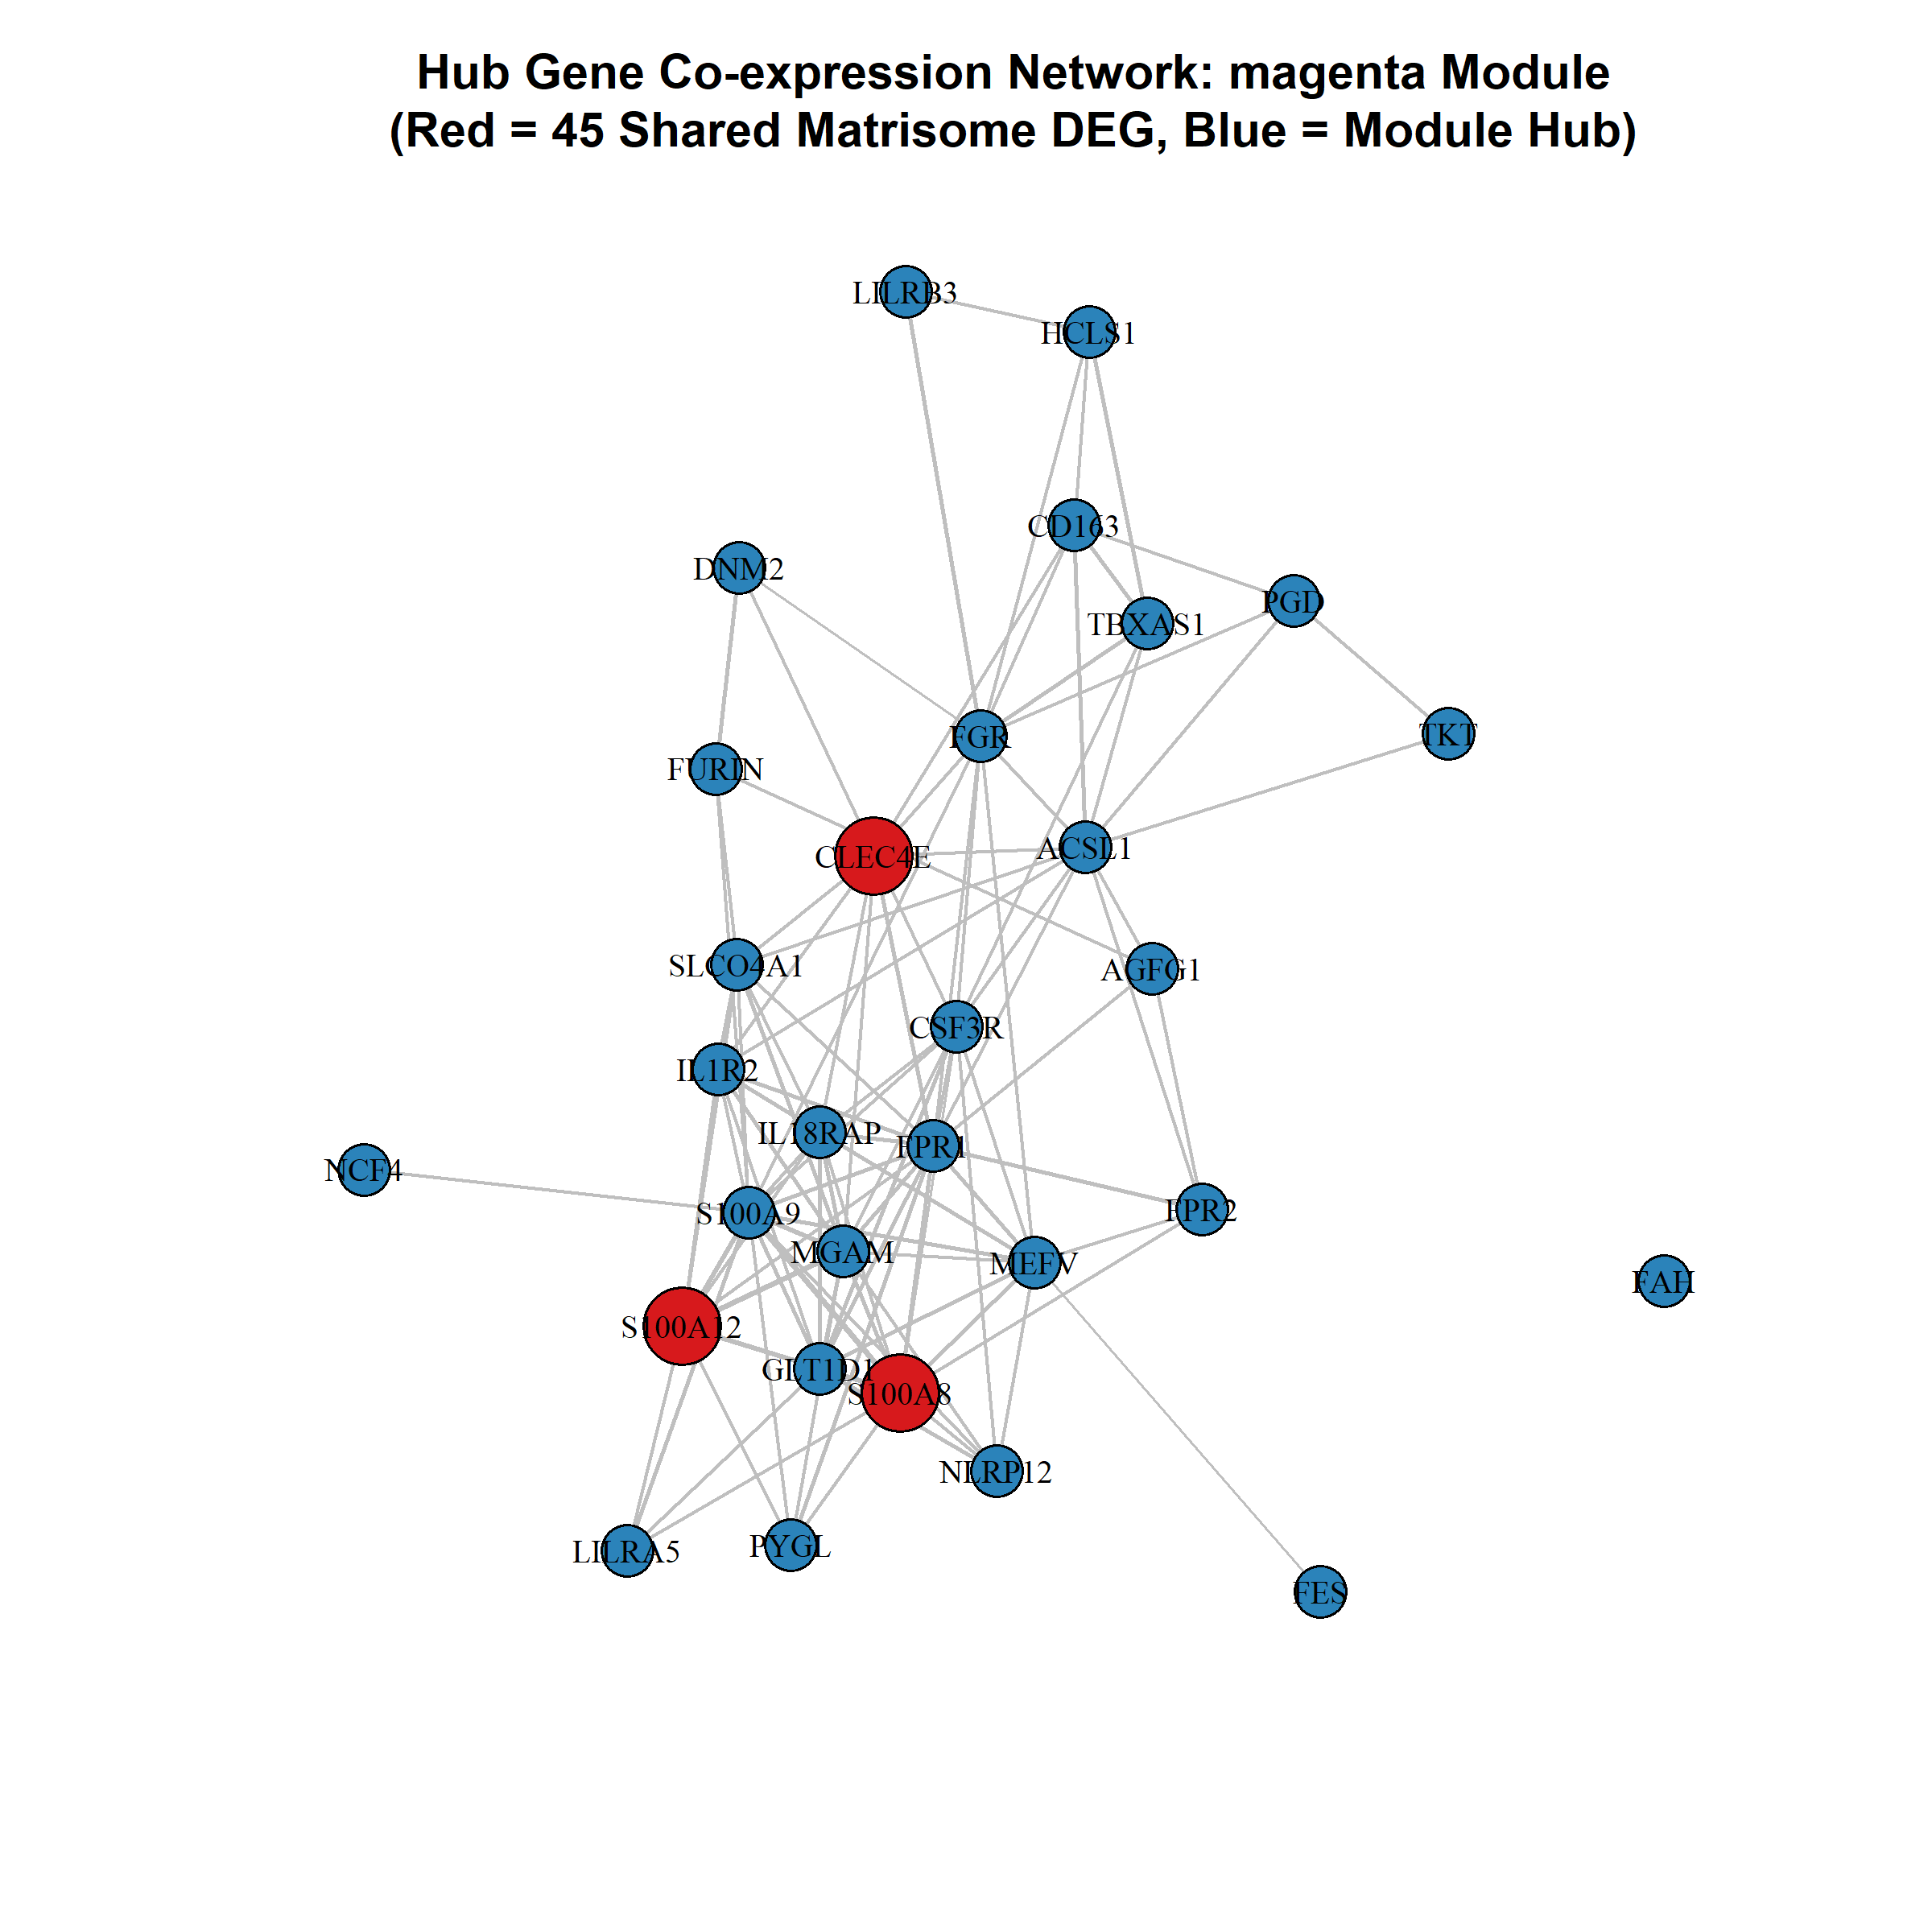 Hub Gene Co-expression Network: magenta Module
(Red = 45 Shared Matrisome DEG, Blue = Module Hub)
LILRB3
HCLS1
CD163
DNM2
PGD
TBXAS1
TKT
FGR
FURIN
ACSL1
CLEC4E
SLCO4A1
AGFG1
CSF3R
IL1R2
IL18RAP
FPR1
NCF4
S100A9
FPR2
MGAM
MEFV
FAH
S100A12
GLT1D1
S100A8
NLRP12
PYGL
LILRA5
FES